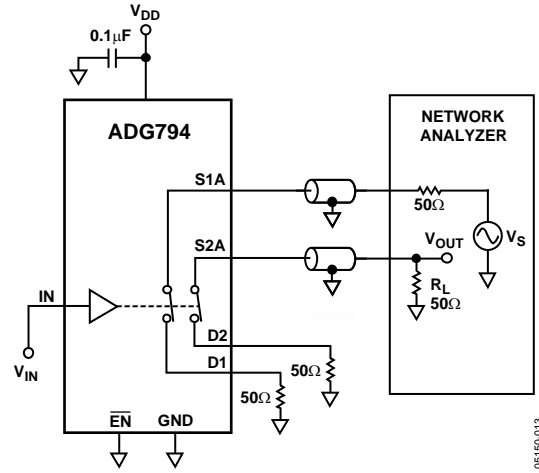 VDD
0.1μF
ADG794
NETWORK
ANALYZER
S1A
50Ω
VS
VOUT
S2A
RL
50Ω
IN
VIN
D2
D1
50Ω
50Ω
EN
GND
05150-013